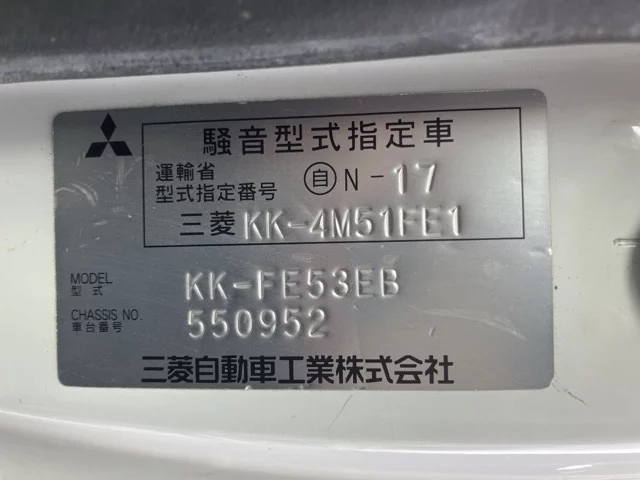 騒音型式指定車
運輸省
型式指定番号 自 N-17
三菱 KK-4M51FE1
MODEL
型式 KK-FE53EB
CHASSIS NO.
車台番号 550952
三菱自動車工業株式会社